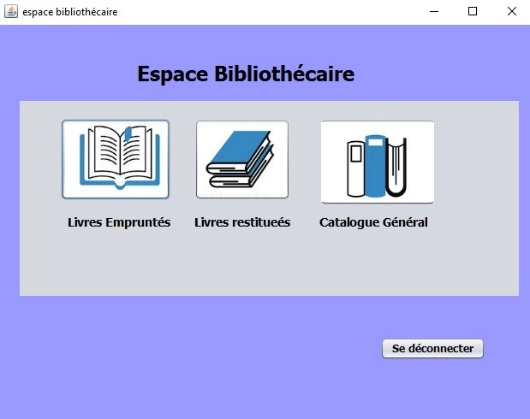 espace bibliothécaire
Espace Bibliothécaire
Livres Empruntés Livres restitueés Catalogue Général
Se déconnecter